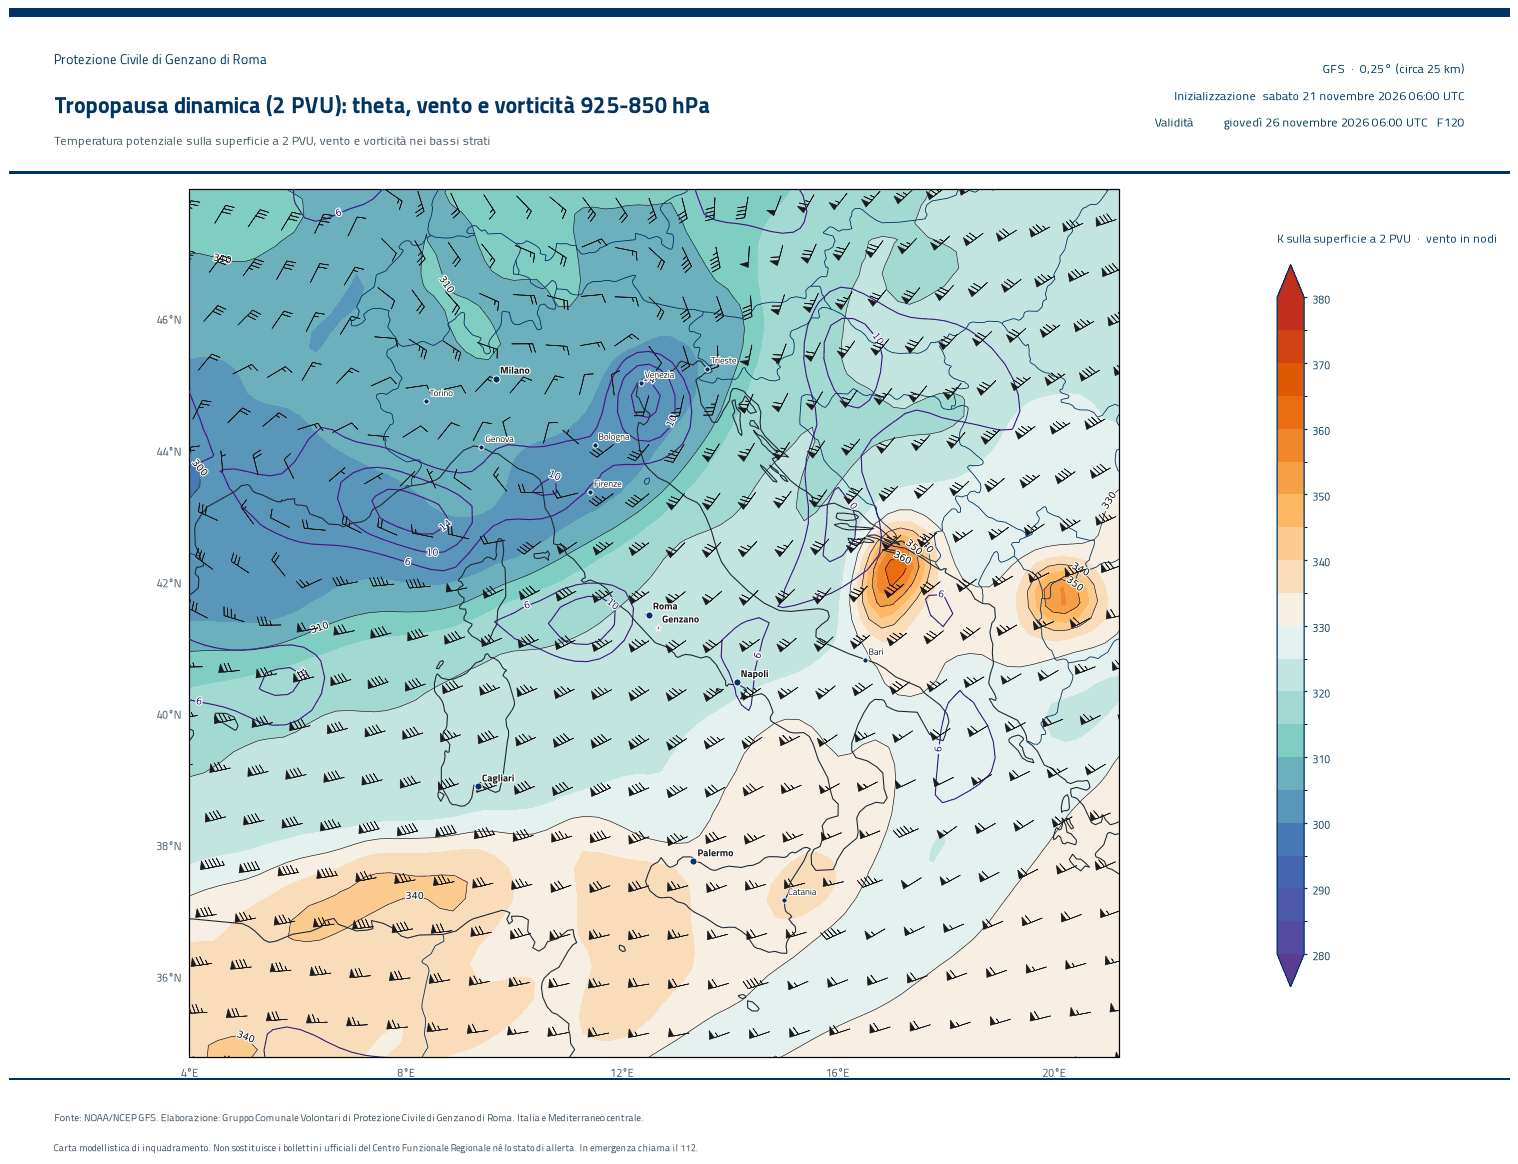 Protezione Civile di Genzano di Roma
Tropopausa dinamica (2 PVU): theta, vento e vorticità 925-850 hPa
Temperatura potenziale sulla superficie a 2 PVU, vento e vorticità nei bassi strati
GFS · 0,25° (circa 25 km)
Inizializzazione sabato 21 novembre 2026 06:00 UTC
Validità giovedì 26 novembre 2026 06:00 UTC F120
K sulla superficie a 2 PVU · vento in nodi
380
370
360
350
340
330
320
310
300
290
280
46°N
44°N
42°N
40°N
38°N
36°N
4°E
8°E
12°E
16°E
20°E
Milano
Torino
Venezia
Trieste
Genova
Bologna
Firenze
Roma
Genzano
Napoli
Bari
Cagliari
Palermo
Catania
6
310
10
10
10
300
14
10
6
330
350
360
340
350
6
10
6
310
6
6
6
340
340
Fonte: NOAA/NCEP GFS. Elaborazione: Gruppo Comunale Volontari di Protezione Civile di Genzano di Roma. Italia e Mediterraneo centrale.
Carta modellistica di inquadramento. Non sostituisce i bollettini ufficiali del Centro Funzionale Regionale né lo stato di allerta. In emergenza chiama il 112.